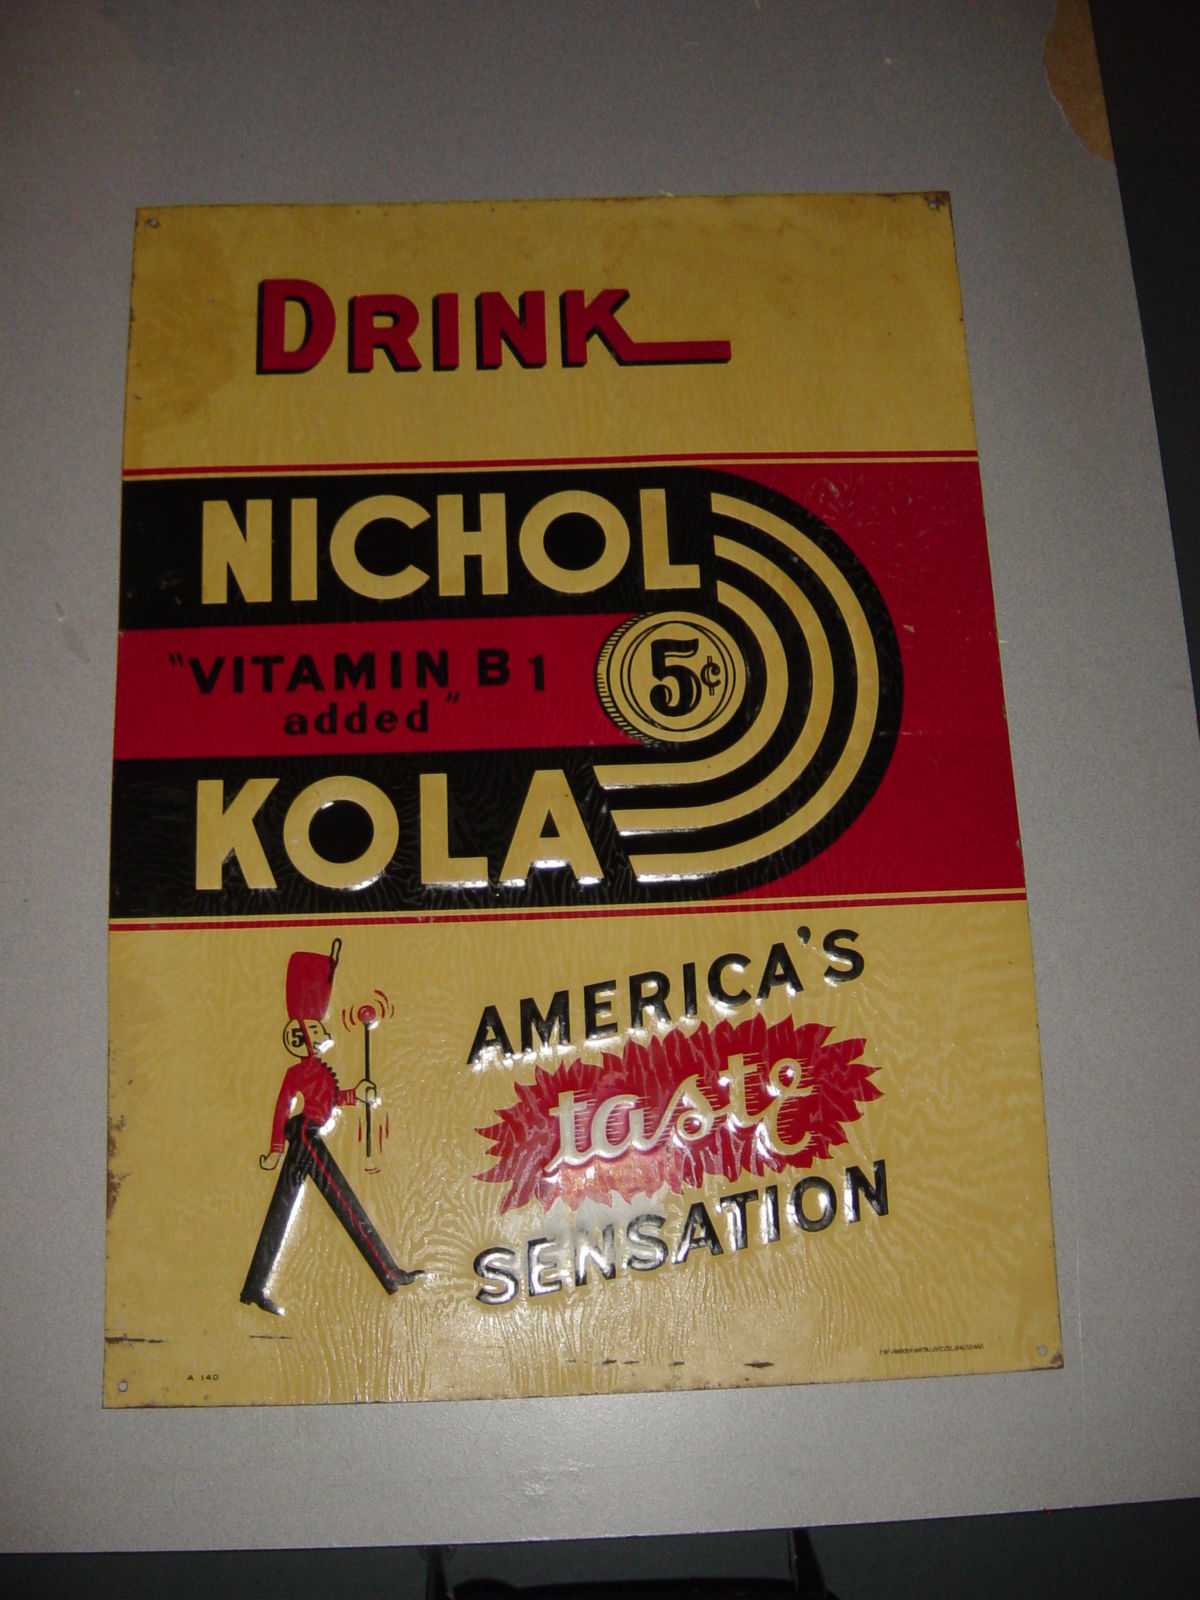 DRINK
NICHOL
"VITAMIN B1
added"
5¢
KOLA
5
AMERICA'S
taste
SENSATION
A 140